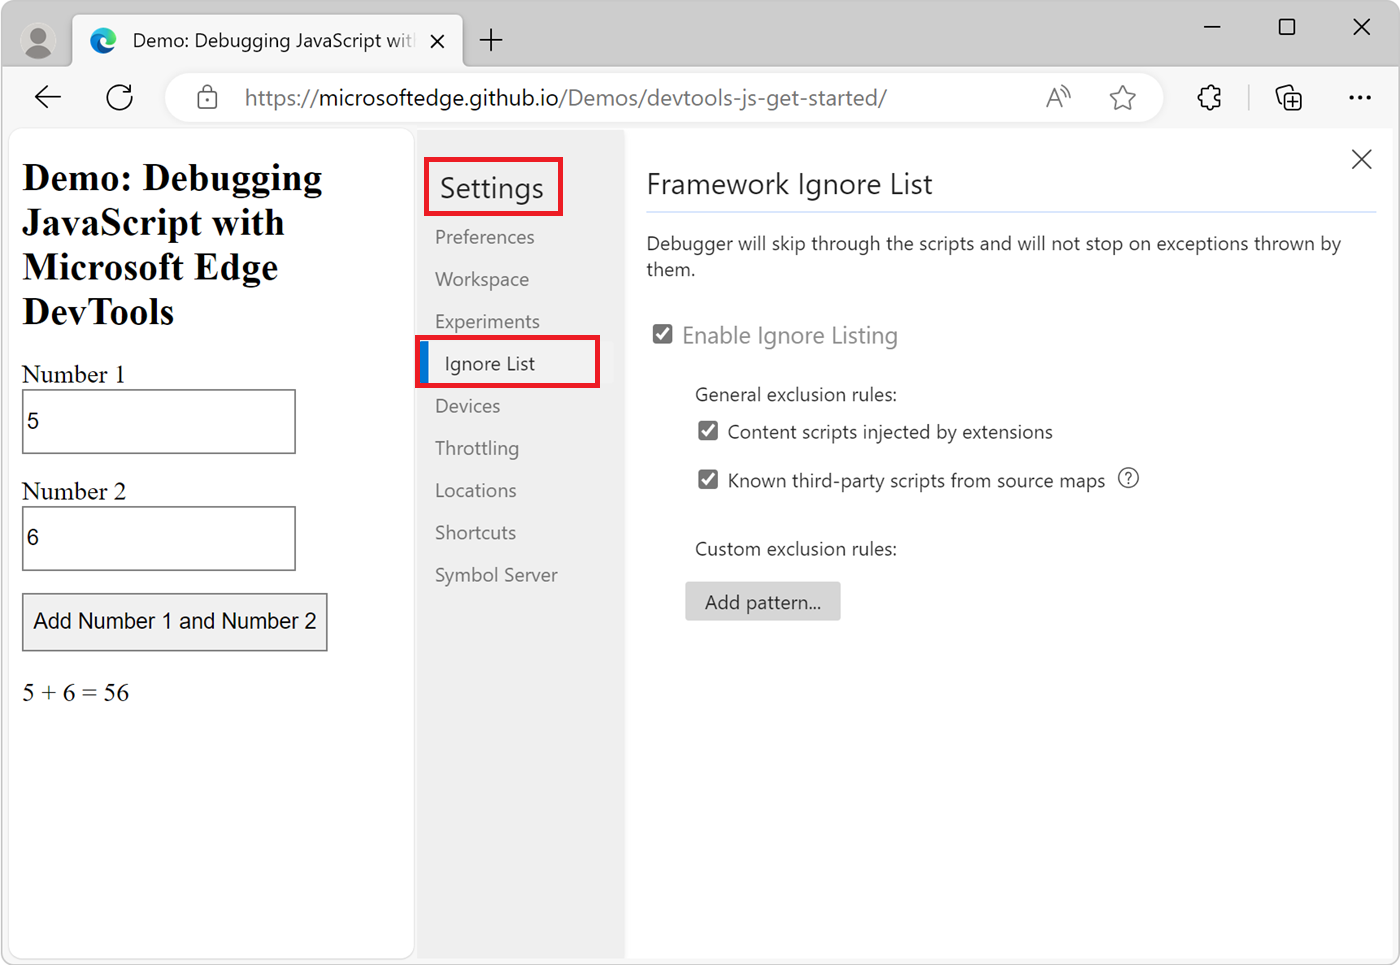 Demo: Debugging JavaScript wit
https://microsoftedge.github.io/Demos/devtools-js-get-started/
Demo: Debugging
JavaScript with
Microsoft Edge
DevTools
Number 1
5
Number 2
6
Add Number 1 and Number 2
5 + 6 = 56
Settings
Preferences
Workspace
Experiments
Ignore List
Devices
Throttling
Locations
Shortcuts
Symbol Server
Framework Ignore List
Debugger will skip through the scripts and will not stop on exceptions thrown by
them.
Enable Ignore Listing
General exclusion rules:
Content scripts injected by extensions
Known third-party scripts from source maps
Custom exclusion rules:
Add pattern...